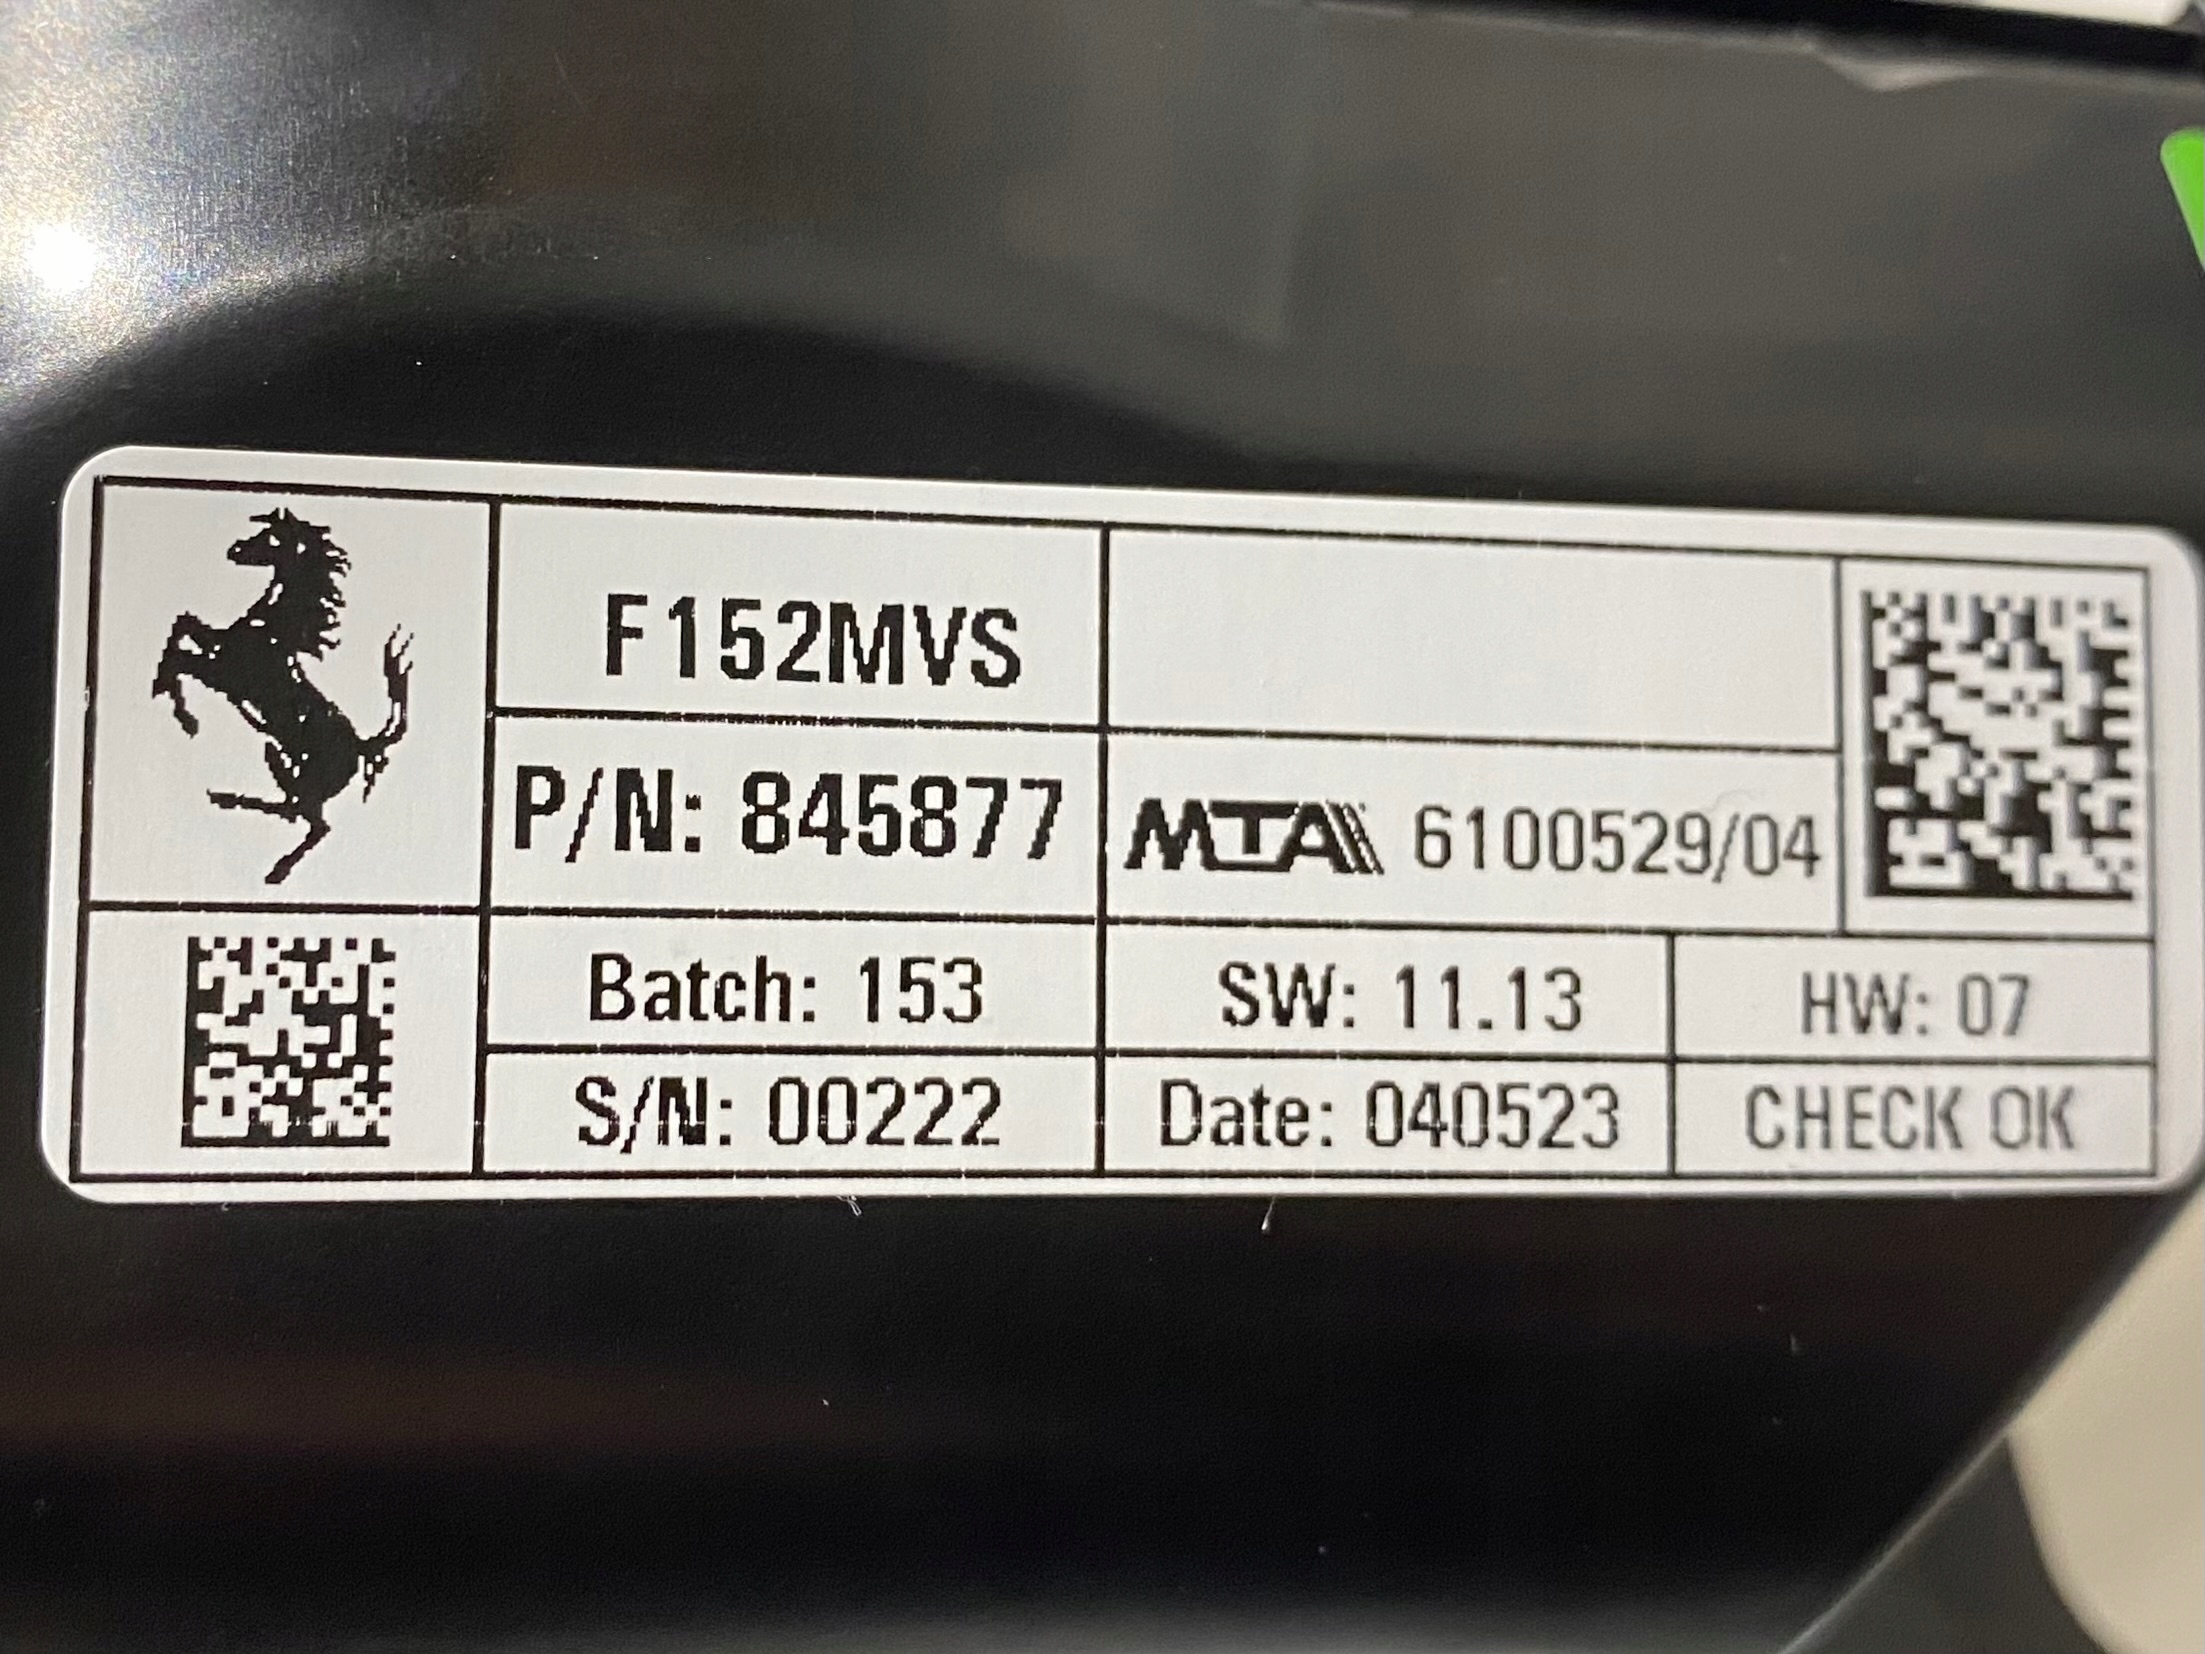 F152MVS
P/N: 845877
MTA 6100529/04
Batch: 153
SW: 11.13
HW: 07
S/N: 00222
Date: 040523
CHECK OK